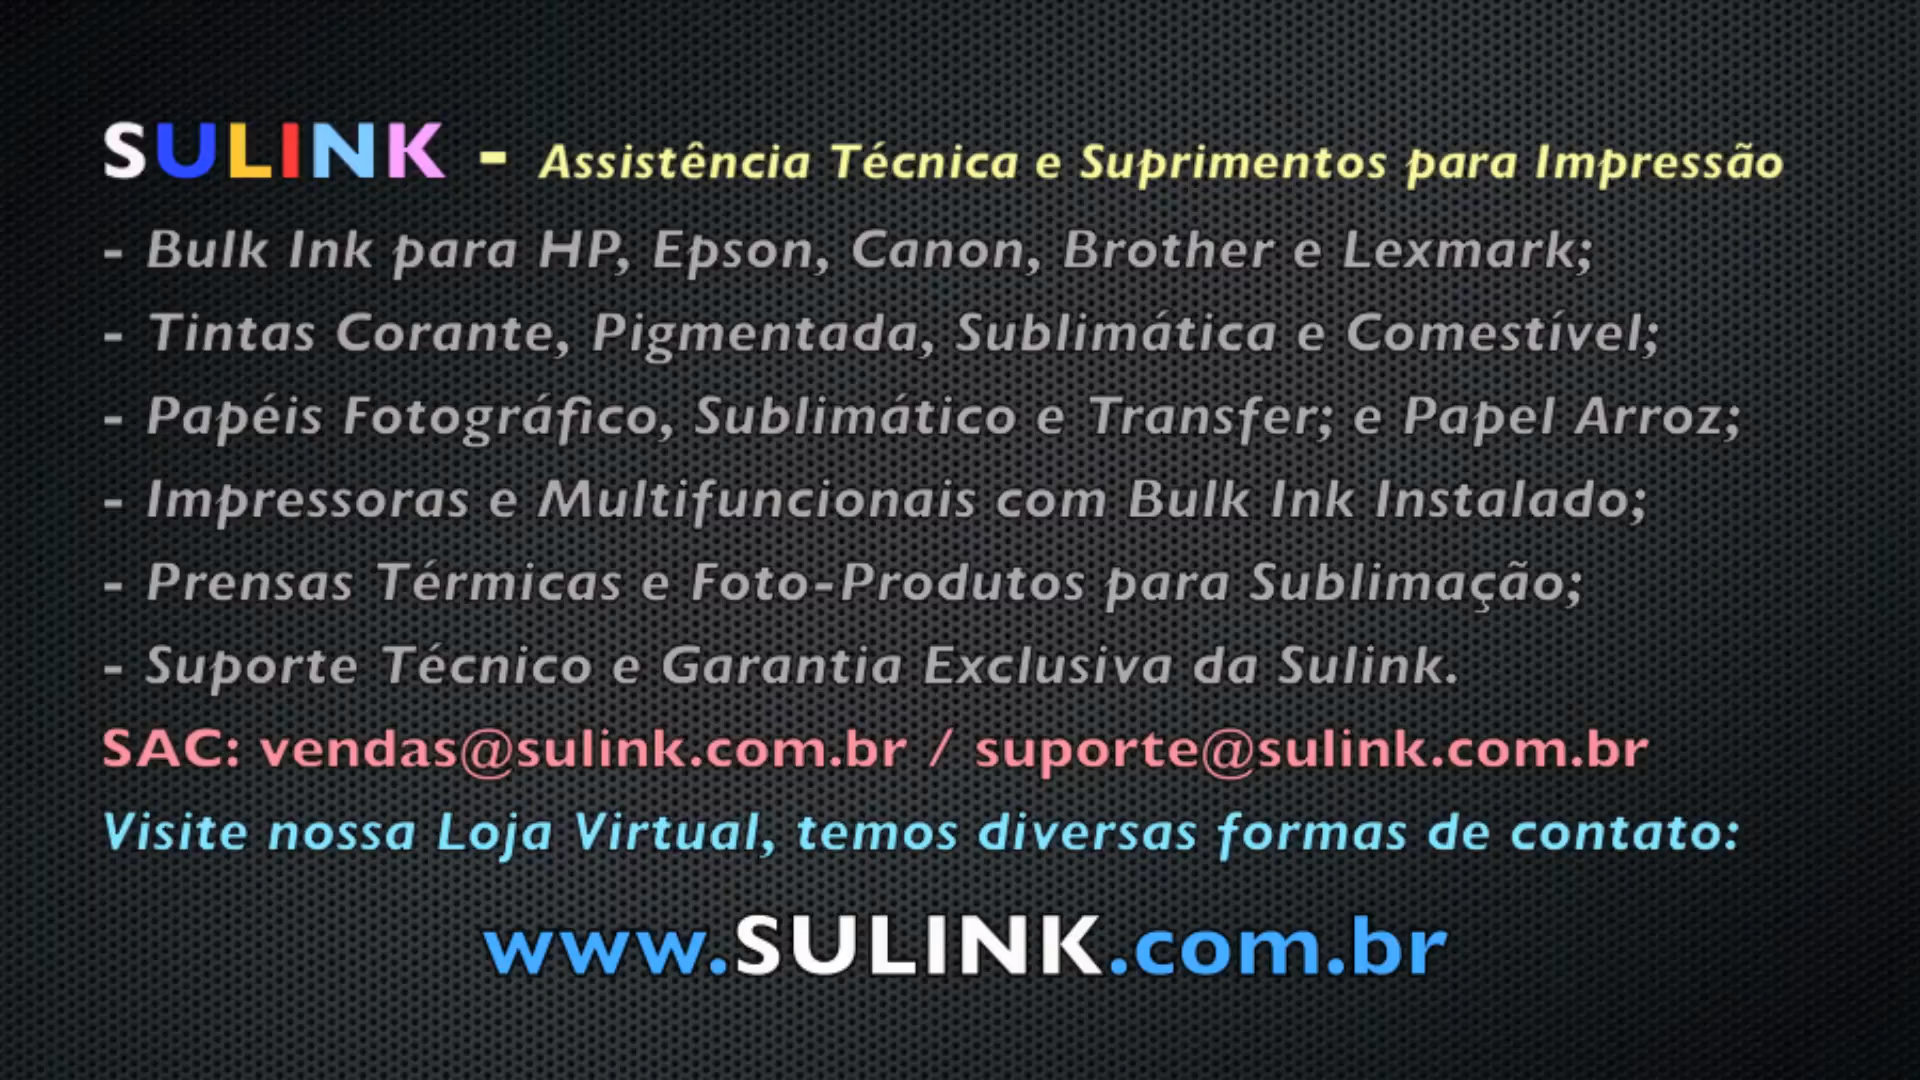 SULINK - Assistência Técnica e Suprimentos para Impressão
- Bulk Ink para HP, Epson, Canon, Brother e Lexmark;
- Tintas Corante, Pigmentada, Sublimática e Comestível;
- Papéis Fotográfico, Sublimático e Transfer; e Papel Arroz;
- Impressoras e Multifuncionais com Bulk Ink Instalado;
- Prensas Térmicas e Foto-Produtos para Sublimação;
- Suporte Técnico e Garantia Exclusiva da Sulink.
SAC: vendas@sulink.com.br / suporte@sulink.com.br
Visite nossa Loja Virtual, temos diversas formas de contato:
www.SULINK.com.br